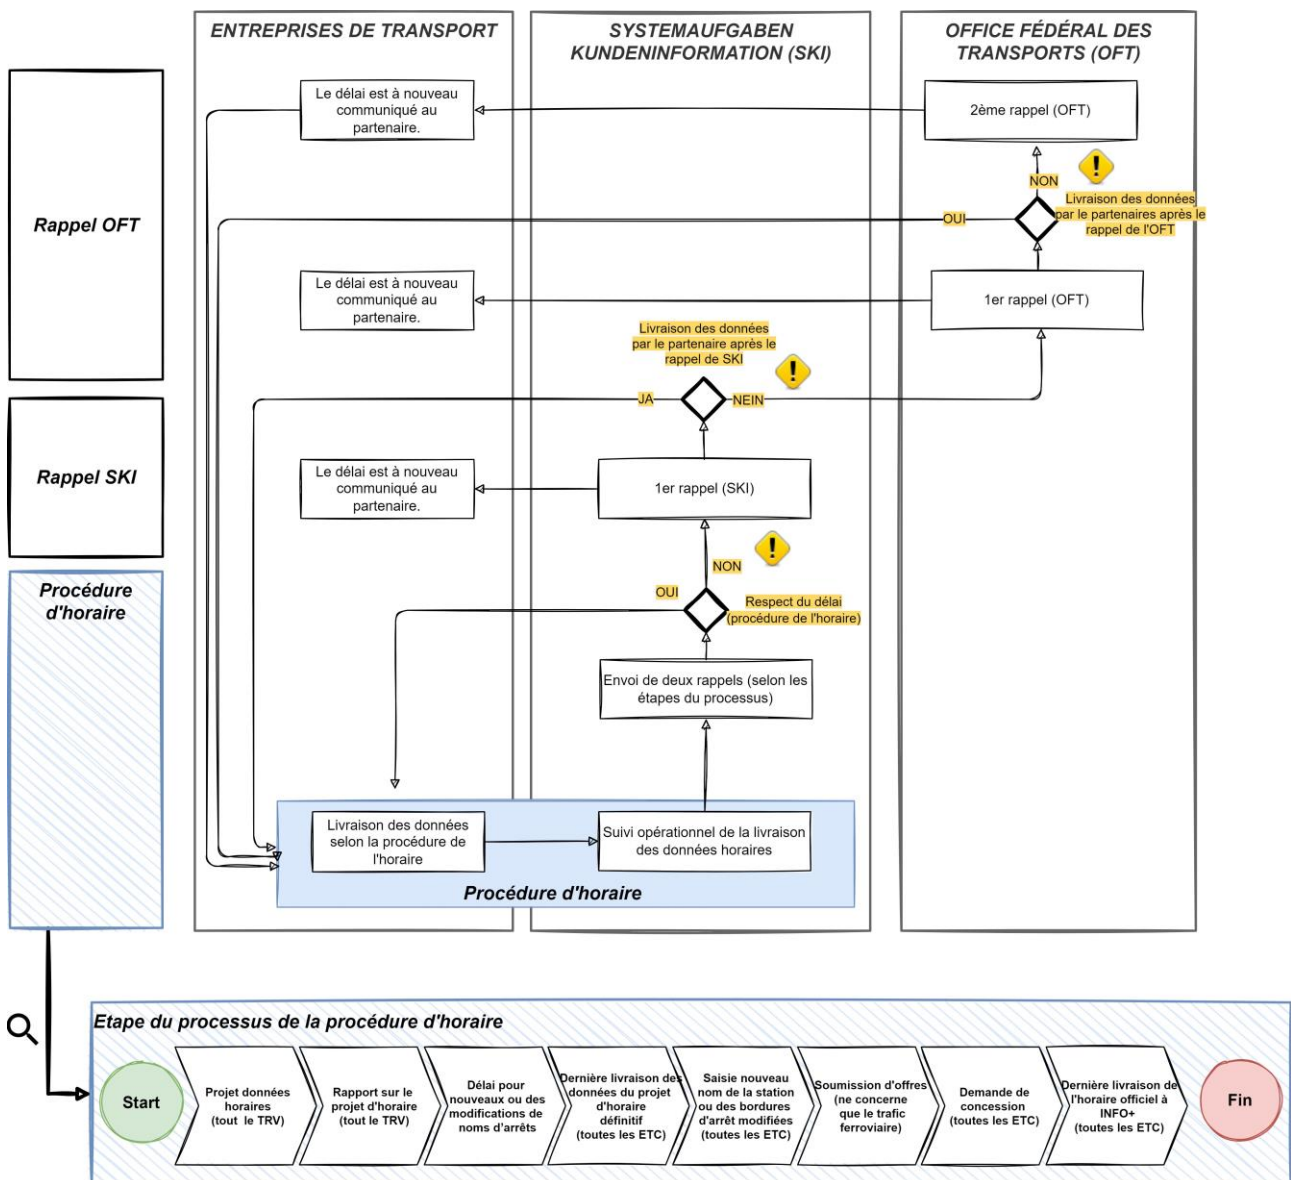 ENTREPRISES DE TRANSPORT
SYSTEMAUFGABEN
KUNDENINFORMATION (SKI)
OFFICE FÉDÉRAL DES
TRANSPORTS (OFT)
Rappel OFT
Le délai est à nouveau
communiqué au
partenaire.
2ème rappel (OFT)
NON
Livraison des données
par le partenaires après le
rappel de l'OFT
OUI
Le délai est à nouveau
communiqué au
partenaire.
1er rappel (OFT)
Livraison des données
par le partenaire après le
rappel de SKI
JA
NEIN
Rappel SKI
Le délai est à nouveau
communiqué au
partenaire.
1er rappel (SKI)
NON
OUI
Respect du délai
(procédure de l'horaire)
Procédure
d'horaire
Envoi de deux rappels (selon les
étapes du processus)
Livraison des données
selon la procédure de
l'horaire
Suivi opérationnel de la livraison
des données horaires
Procédure d'horaire
Etape du processus de la procédure d'horaire
Start
Projet données
horaires
(tout le TRV)
Rapport sur le
projet d'horaire
(tout le TRV)
Délai pour
nouveaux ou des
modifications de
noms d'arrêts
Dernière livraison des
données du projet
d'horaire
définitif
(toutes les ETC)
Saisie nouveau
nom de la station
ou des bordures
d'arrêt modifiées
(toutes les ETC)
Soumission d'offres
(ne concerne
que le trafic
ferroviaire)
Demande de
concession
(toutes les ETC)
Dernière livraison de
l'horaire officiel à
INFO+
(toutes les ETC)
Fin